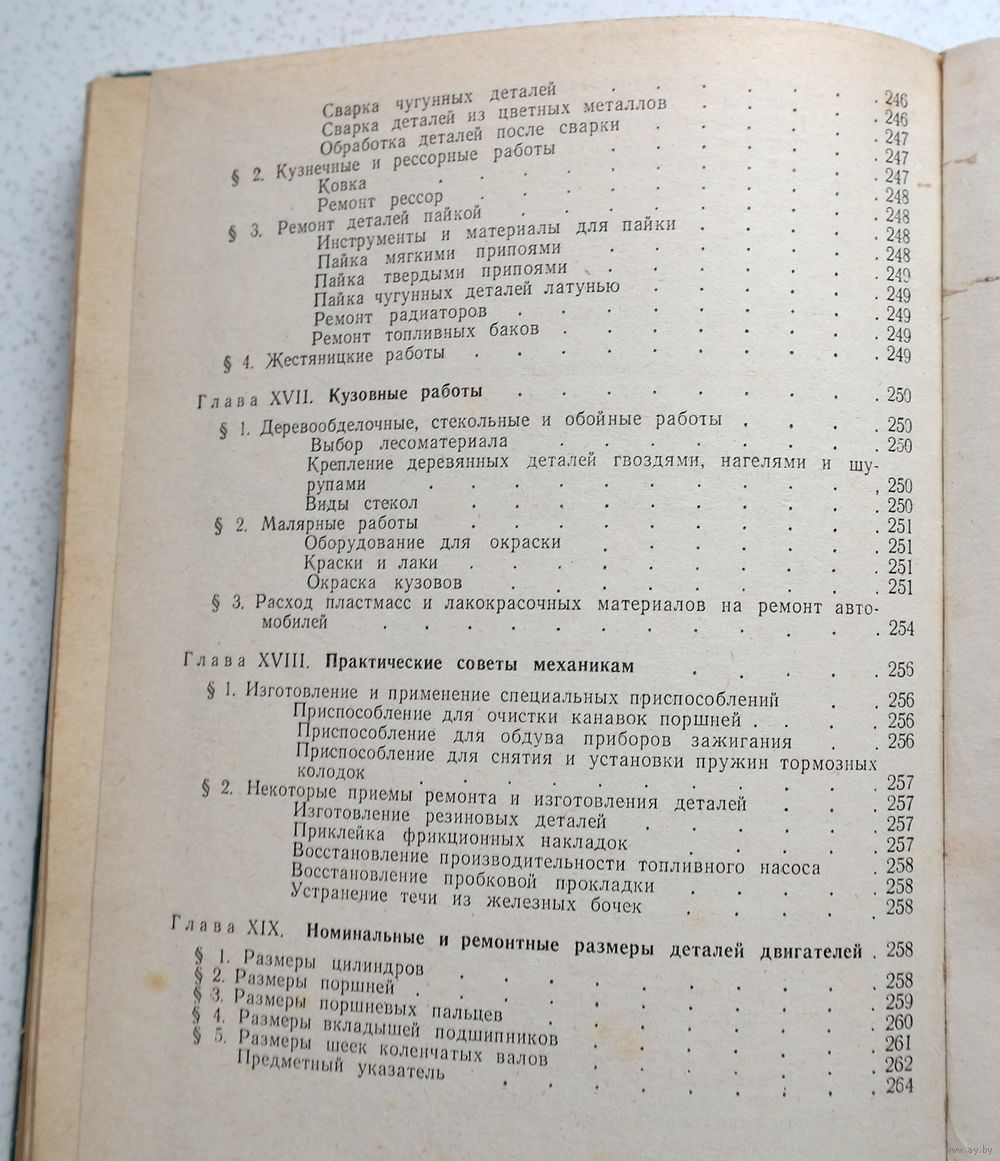 Сварка чугунных деталей . . . . . . . 246
Сварка деталей из цветных металлов . . . . . 246
Обработка деталей после сварки . . . . . . 247
§ 2. Кузнечные и рессорные работы . . . . . . . 247
Ковка . . . . . . . . . . . 247
Ремонт рессор . . . . . . . . . . 248
§ 3. Ремонт деталей пайкой . . . . . . . . . 248
Инструменты и материалы для пайки . . . . . 248
Пайка мягкими припоями . . . . . . . 248
Пайка твердыми припоями . . . . . . . 249
Пайка чугунных деталей латунью . . . . . . 249
Ремонт радиаторов . . . . . . . . . 249
Ремонт топливных баков . . . . . . . . 249
§ 4. Жестяницкие работы . . . . . . . . . . 249
Глава XVII. Кузовные работы . . . . . . . . . 250
§ 1. Деревообделочные, стекольные и обойные работы . . . . 250
Выбор лесоматериала . . . . . . . . 250
Крепление деревянных деталей гвоздями, нагелями и шу-
рупами . . . . . . . . . . , 250
Виды стекол . . . . . . . . . . 250
§ 2. Малярные работы . . . . . . . . . . 251
Оборудование для окраски . . . . . . . 251
Краски и лаки . . . . . . . . . . 251
Окраска кузовов . . . . . . . . . 251
§ 3. Расход пластмасс и лакокрасочных материалов на ремонт авто-
мобилей . . . . . . . . . . . . 254
Глава XVIII. Практические советы механикам . . . . . 256
§ 1. Изготовление и применение специальных приспособлений . . 256
Приспособление для очистки канавок поршней . . . . 256
Приспособление для обдува приборов зажигания . . 256
Приспособление для снятия и установки пружин тормозных
колодок . . . . . . . . . . . 257
§ 2. Некоторые приемы ремонта и изготовления деталей . . . 257
Изготовление резиновых деталей . . . . . . 257
Приклейка фрикционных накладок . . . . . 257
Восстановление производительности топливного насоса . 258
Восстановление пробковой прокладки . . . . . 258
Устранение течи из железных бочек . . . . . 258
Глава XIX. Номинальные и ремонтные размеры деталей двигателей . 258
§ 1. Размеры цилиндров . . . . . . . . . . 258
§ 2. Размеры поршней . . . . . . . . . . . 259
§ 3. Размеры поршневых пальцев . . . . . . . . 260
§ 4. Размеры вкладышей подшипников . . . . . . . 261
§ 5. Размеры шеек коленчатых валов . . . . . . . 262
Предметный указатель . . . . . . . . . 264
www.ay.by